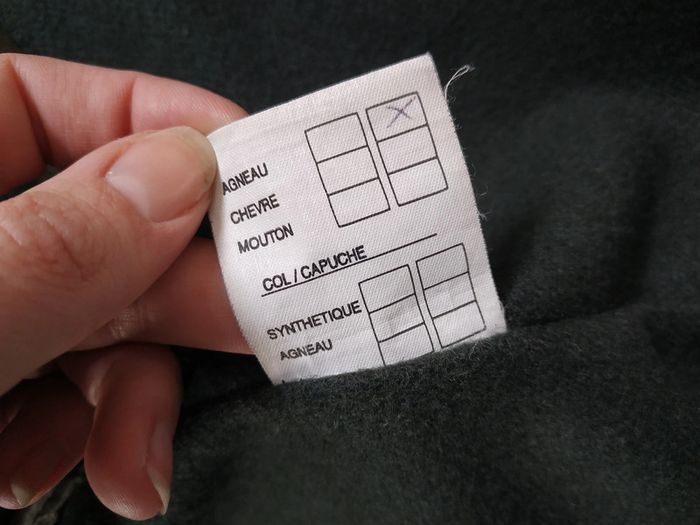 AGNEAU
CHEVRE
MOUTON
COL / CAPUCHE
SYNTHETIQUE
AGNEAU